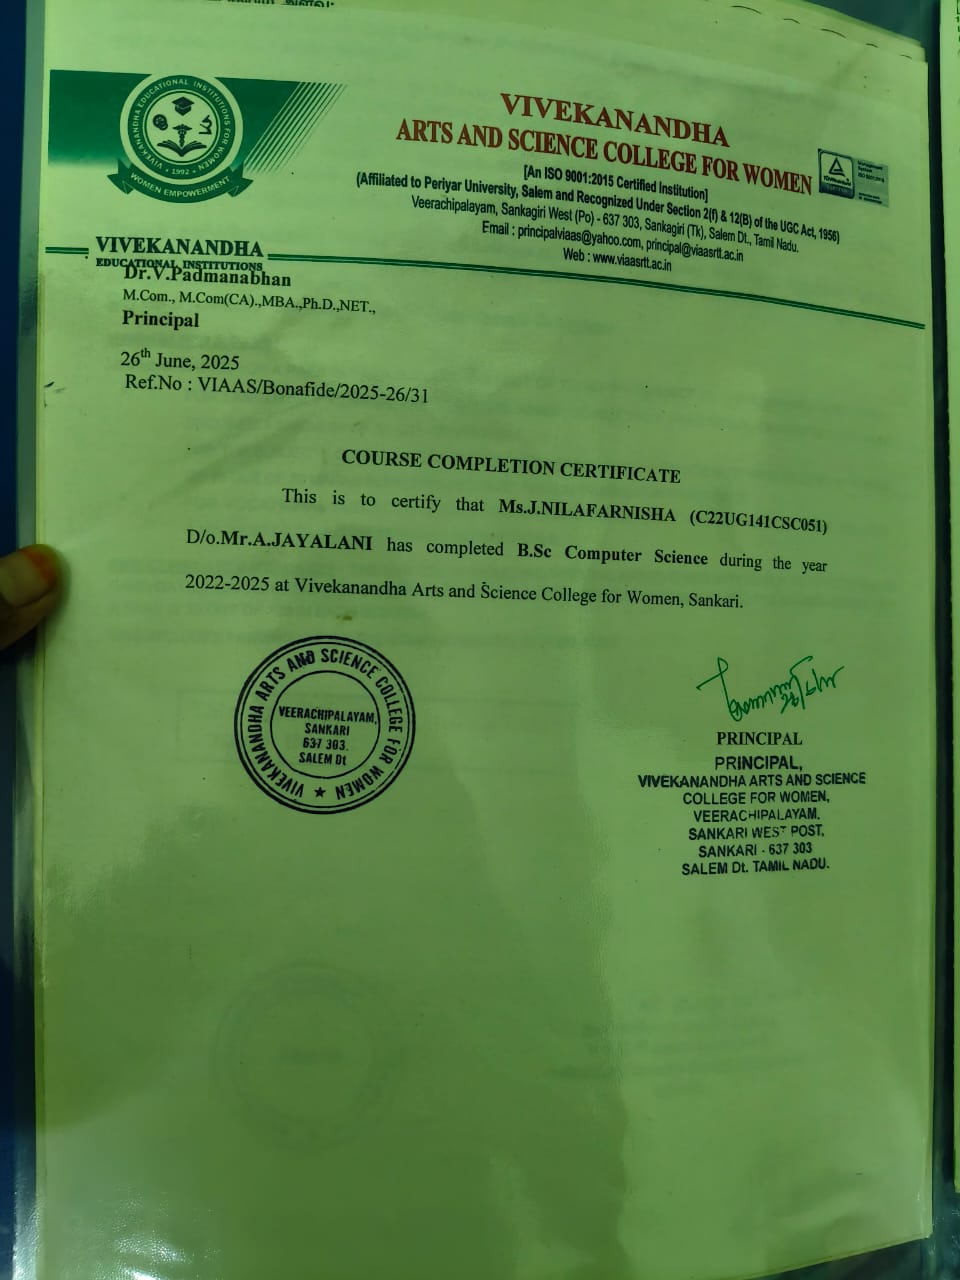 VIVEKANANDHA EDUCATIONAL INSTITUTIONS FOR WOMEN
• 1992 •
WOMEN EMPOWERMENT
VIVEKANANDHA
EDUCATIONAL INSTITUTIONS
VIVEKANANDHA
ARTS AND SCIENCE COLLEGE FOR WOMEN
[An ISO 9001:2015 Certified Institution]
(Affiliated to Periyar University, Salem and Recognized Under Section 2(f) & 12(B) of the UGC Act, 1956)
Veerachipalayam, Sankagiri West (Po) - 637 303, Sankagiri (Tk), Salem Dt., Tamil Nadu.
Email : principalviaas@yahoo.com, principal@viaasrtt.ac.in
Web : www.viaasrtt.ac.in
Dr.V.Padmanabhan
M.Com., M.Com(CA).,MBA.,Ph.D.,NET.,
Principal
26th June, 2025
Ref.No : VIAAS/Bonafide/2025-26/31
COURSE COMPLETION CERTIFICATE
This is to certify that Ms.J.NILAFARNISHA (C22UG141CSC051)
D/o.Mr.A.JAYALANI has completed B.Sc Computer Science during the year
2022-2025 at Vivekanandha Arts and Science College for Women, Sankari.
VIVEKANANDHA ARTS AND SCIENCE COLLEGE FOR WOMEN ★
VEERACHIPALAYAM,
SANKARI
637 303.
SALEM Dt
PRINCIPAL
PRINCIPAL,
VIVEKANANDHA ARTS AND SCIENCE
COLLEGE FOR WOMEN,
VEERACHIPALAYAM,
SANKARI WEST POST,
SANKARI - 637 303
SALEM Dt. TAMIL NADU.